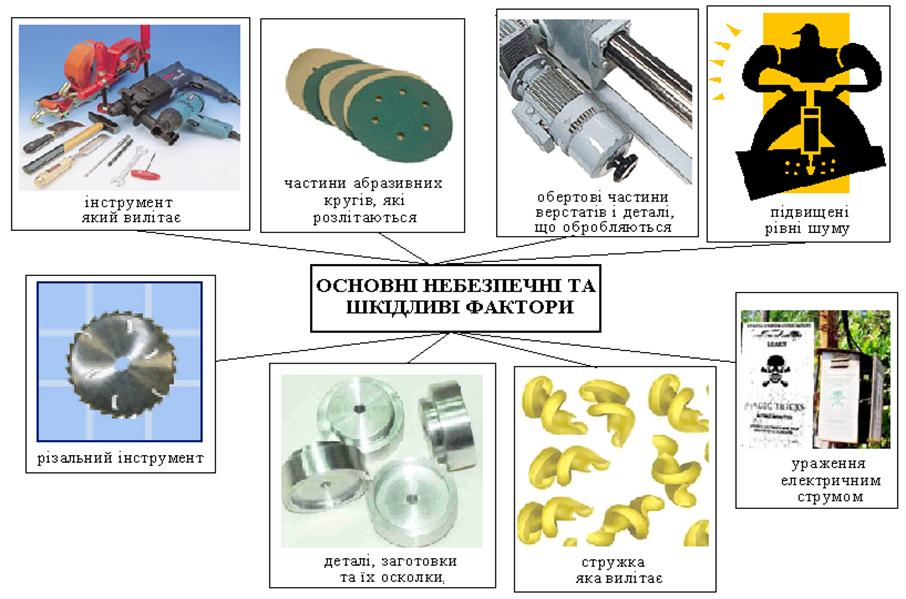 інструмент
який вилітає
частини абразивних
кругів, які
розлітаються
обертові частини
верстатів і деталі,
що обробляються
підвищені
рівні шуму
ОСНОВНІ НЕБЕЗПЕЧНІ ТА
ШКІДЛИВІ ФАКТОРИ
різальний інструмент
деталі, заготовки
та їх осколки,
стружка
яка вилітає
ураження
електричним
струмом